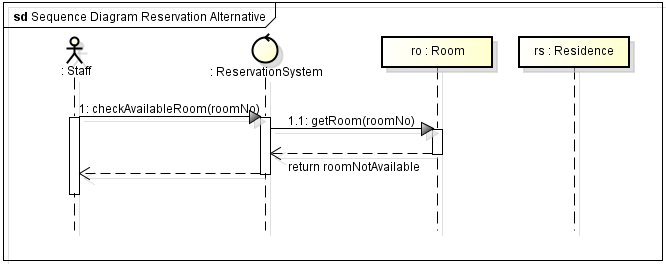 sd Sequence Diagram Reservation Alternative
: Staff
: ReservationSystem
ro : Room
rs : Residence
1: checkAvailableRoom(roomNo)
1.1: getRoom(roomNo)
return roomNotAvailable